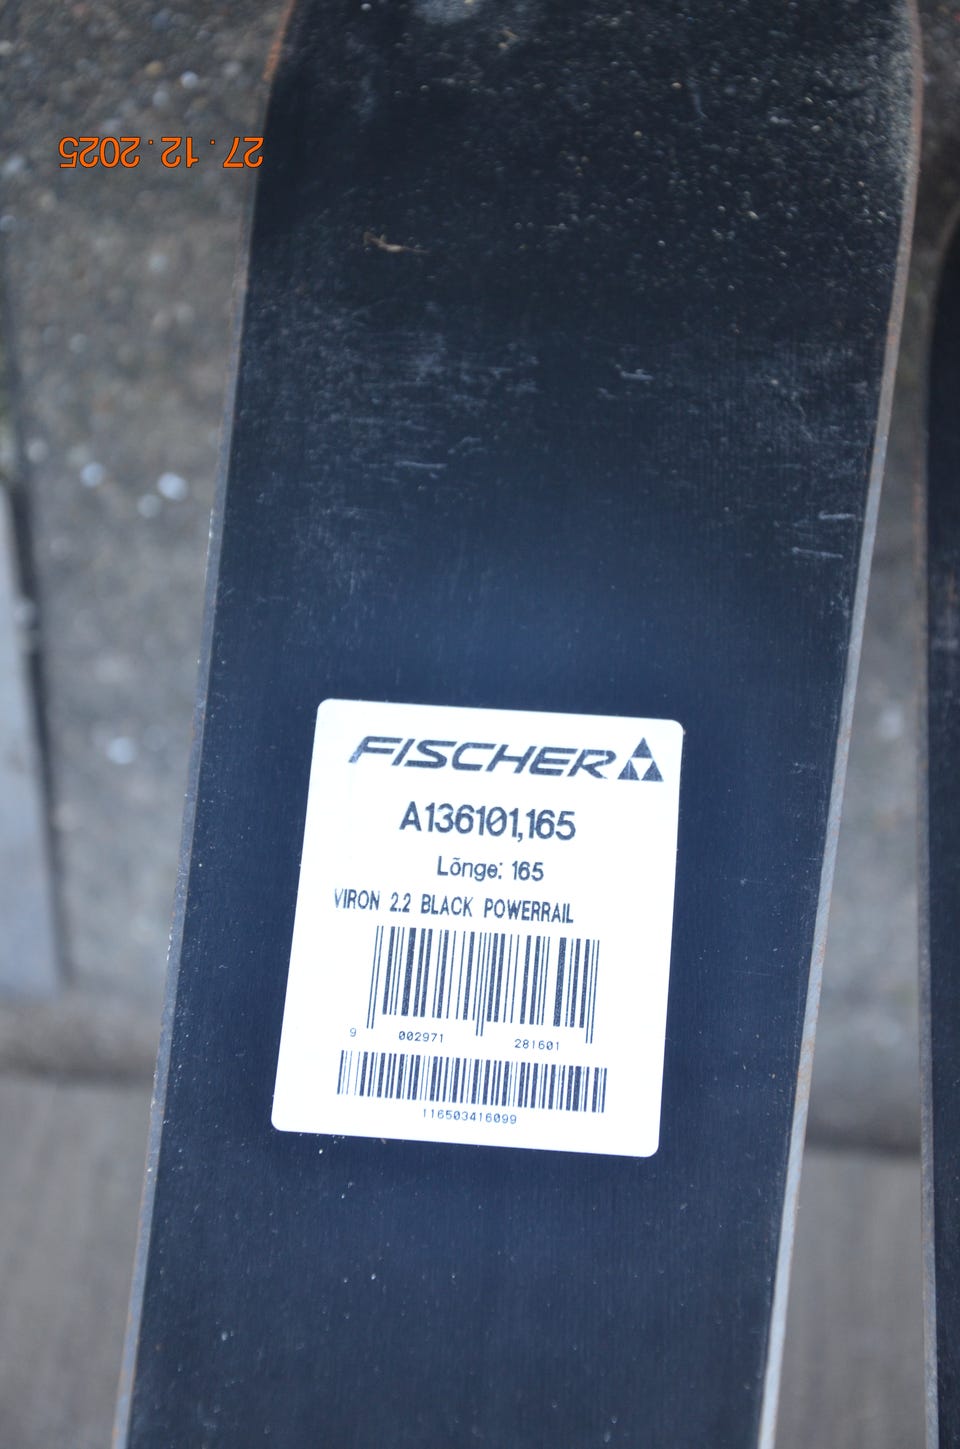 27.12.2025
FISCHER
A136101,165
Lõnge: 165
VIRON 2.2 BLACK POWERRAIL
9 002971 281601
116503416099